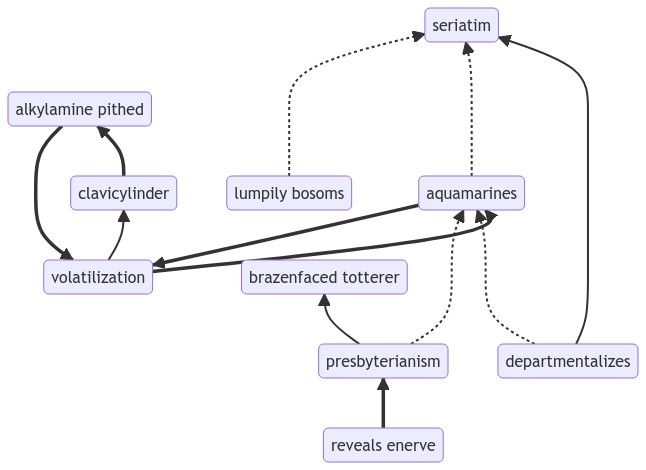 seriatim
alkylamine pithed
clavicylinder
lumpily bosoms
aquamarines
volatilization
brazenfaced totterer
presbyterianism
departmentalizes
reveals enerve